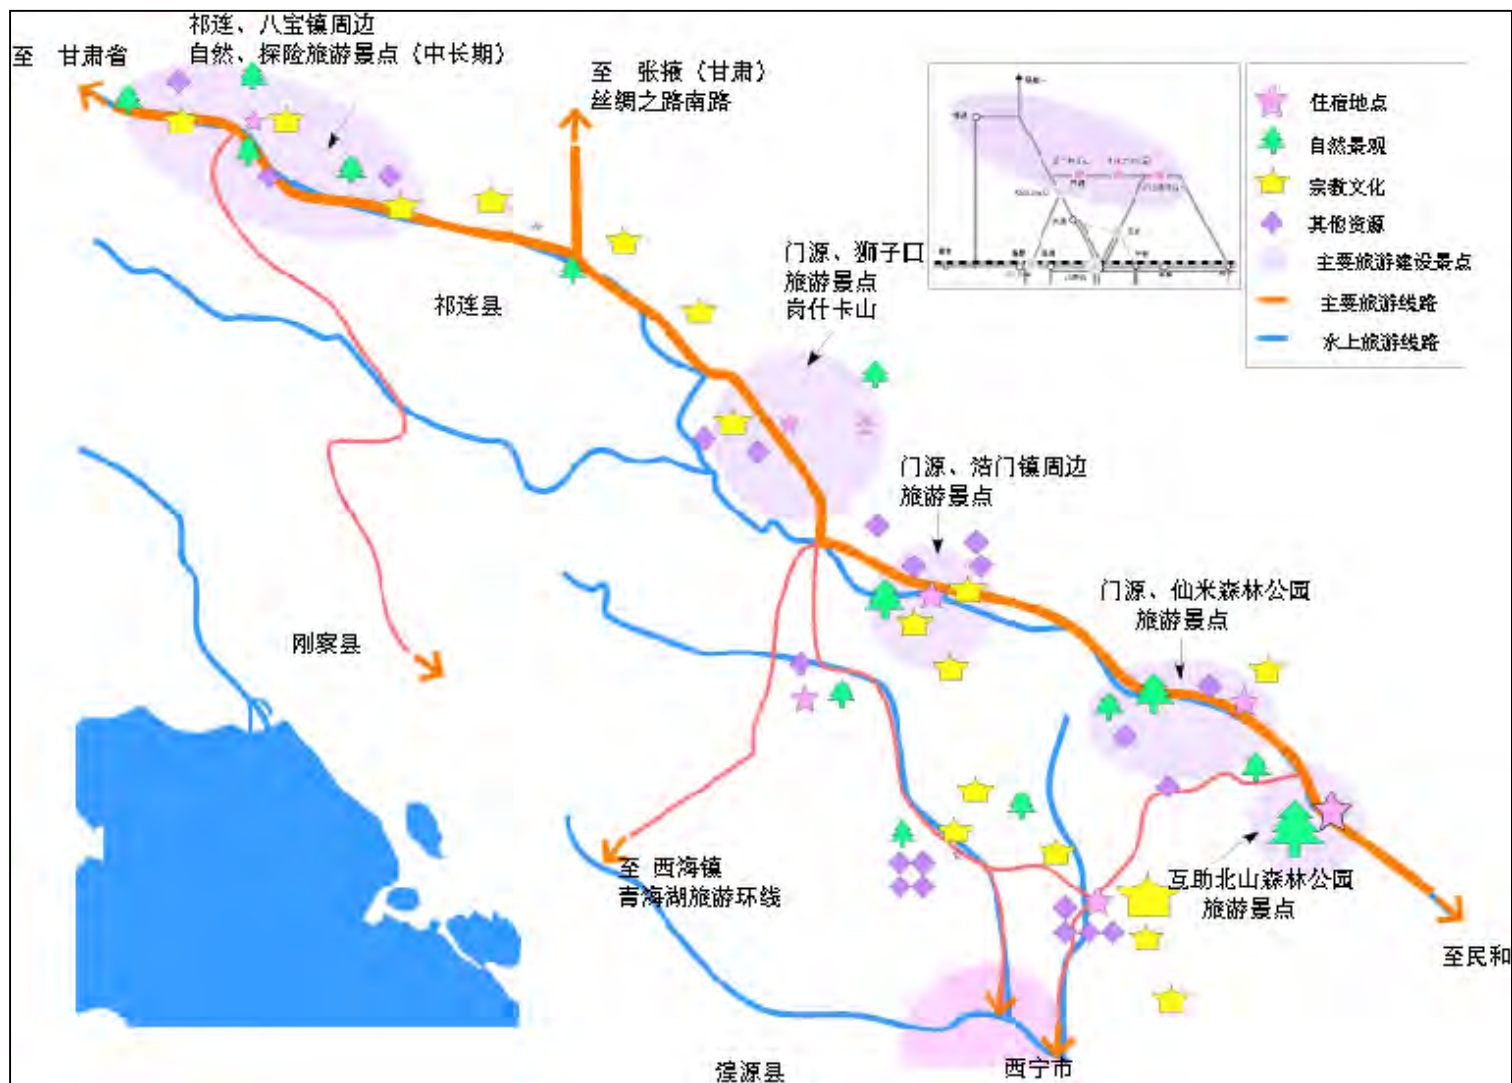 祁连、八宝镇周边
自然、探险旅游景点（中长期）
至 甘肃省
至 张掖（甘肃）
丝绸之路南路
住宿地点
自然景观
宗教文化
其他资源
主要旅游建设景点
主要旅游线路
水上旅游线路
门源、狮子口
旅游景点
岗什卡山
祁连县
门源、浩门镇周边
旅游景点
门源、仙米森林公园
旅游景点
刚察县
至 西海镇
青海湖旅游环线
互助北山森林公园
旅游景点
至民和
西宁市
湟源县